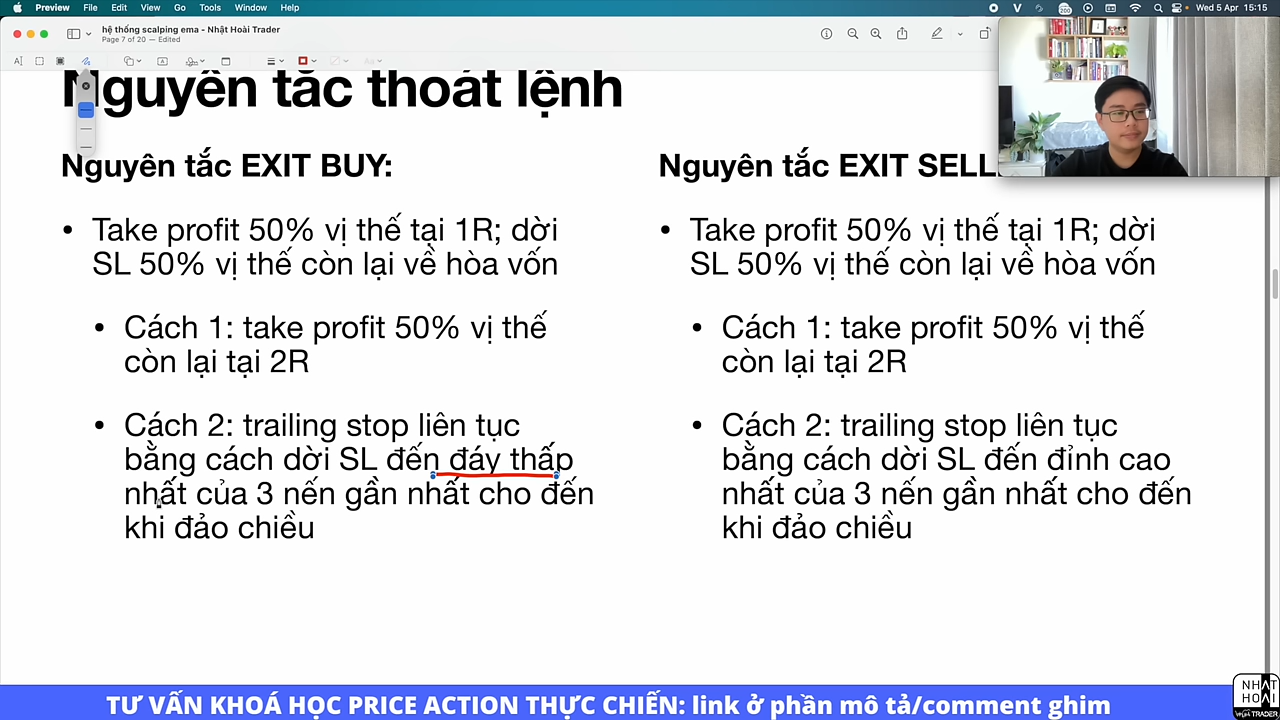 Preview File Edit View Go Tools Window Help
200
Wed 5 Apr 15:15
hệ thống scalping ema - Nhật Hoài Trader
Page 7 of 20 — Edited
Nguyên tắc thoát lệnh
Nguyên tắc EXIT BUY:
• Take profit 50% vị thế tại 1R; dời
SL 50% vị thế còn lại về hòa vốn
• Cách 1: take profit 50% vị thế
còn lại tại 2R
• Cách 2: trailing stop liên tục
bằng cách dời SL đến đáy thấp
nhất của 3 nến gần nhất cho đến
khi đảo chiều
Nguyên tắc EXIT SELL
• Take profit 50% vị thế tại 1R; dời
SL 50% vị thế còn lại về hòa vốn
• Cách 1: take profit 50% vị thế
còn lại tại 2R
• Cách 2: trailing stop liên tục
bằng cách dời SL đến đỉnh cao
nhất của 3 nến gần nhất cho đến
khi đảo chiều
TƯ VẤN KHOÁ HỌC PRICE ACTION THỰC CHIẾN: link ở phần mô tả/comment ghim
NHẬT
HOÀI
TRADER